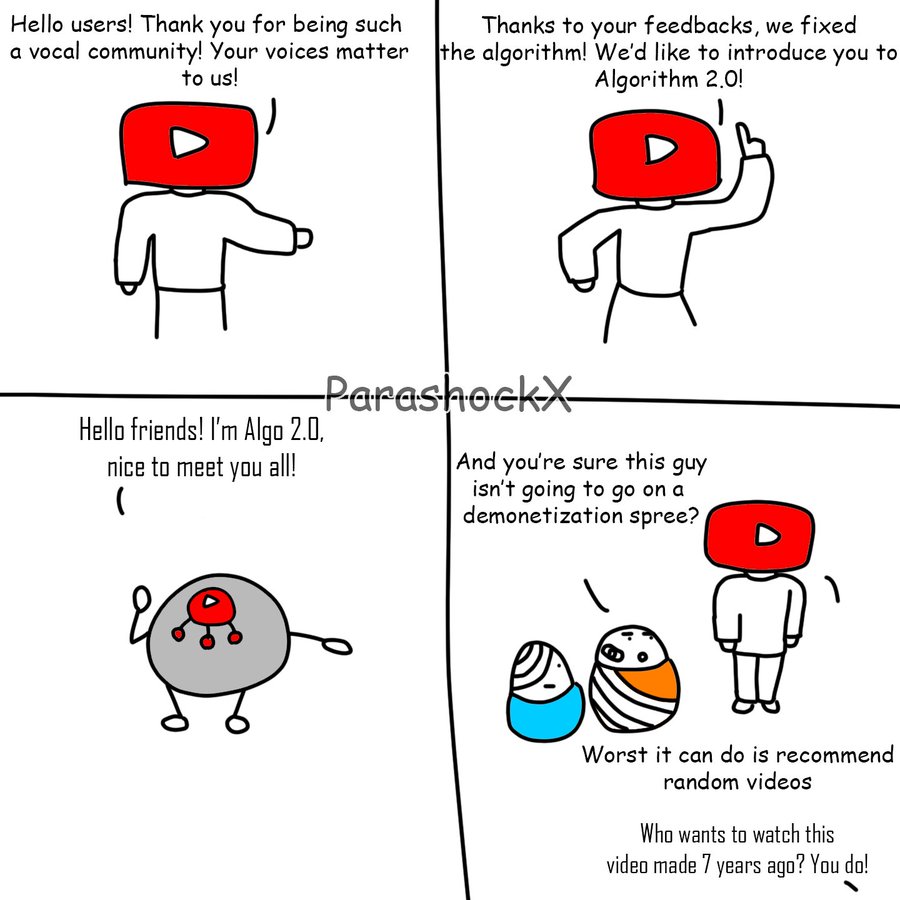 Hello users! Thank you for being such
a vocal community! Your voices matter
to us!
Thanks to your feedbacks, we fixed
the algorithm! We'd like to introduce you to
Algorithm 2.0!
ParashockX
Hello friends! I'm Algo 2.0,
nice to meet you all!
And you're sure this guy
isn't going to go on a
demonetization spree?
Worst it can do is recommend
random videos
Who wants to watch this
video made 7 years ago? You do!